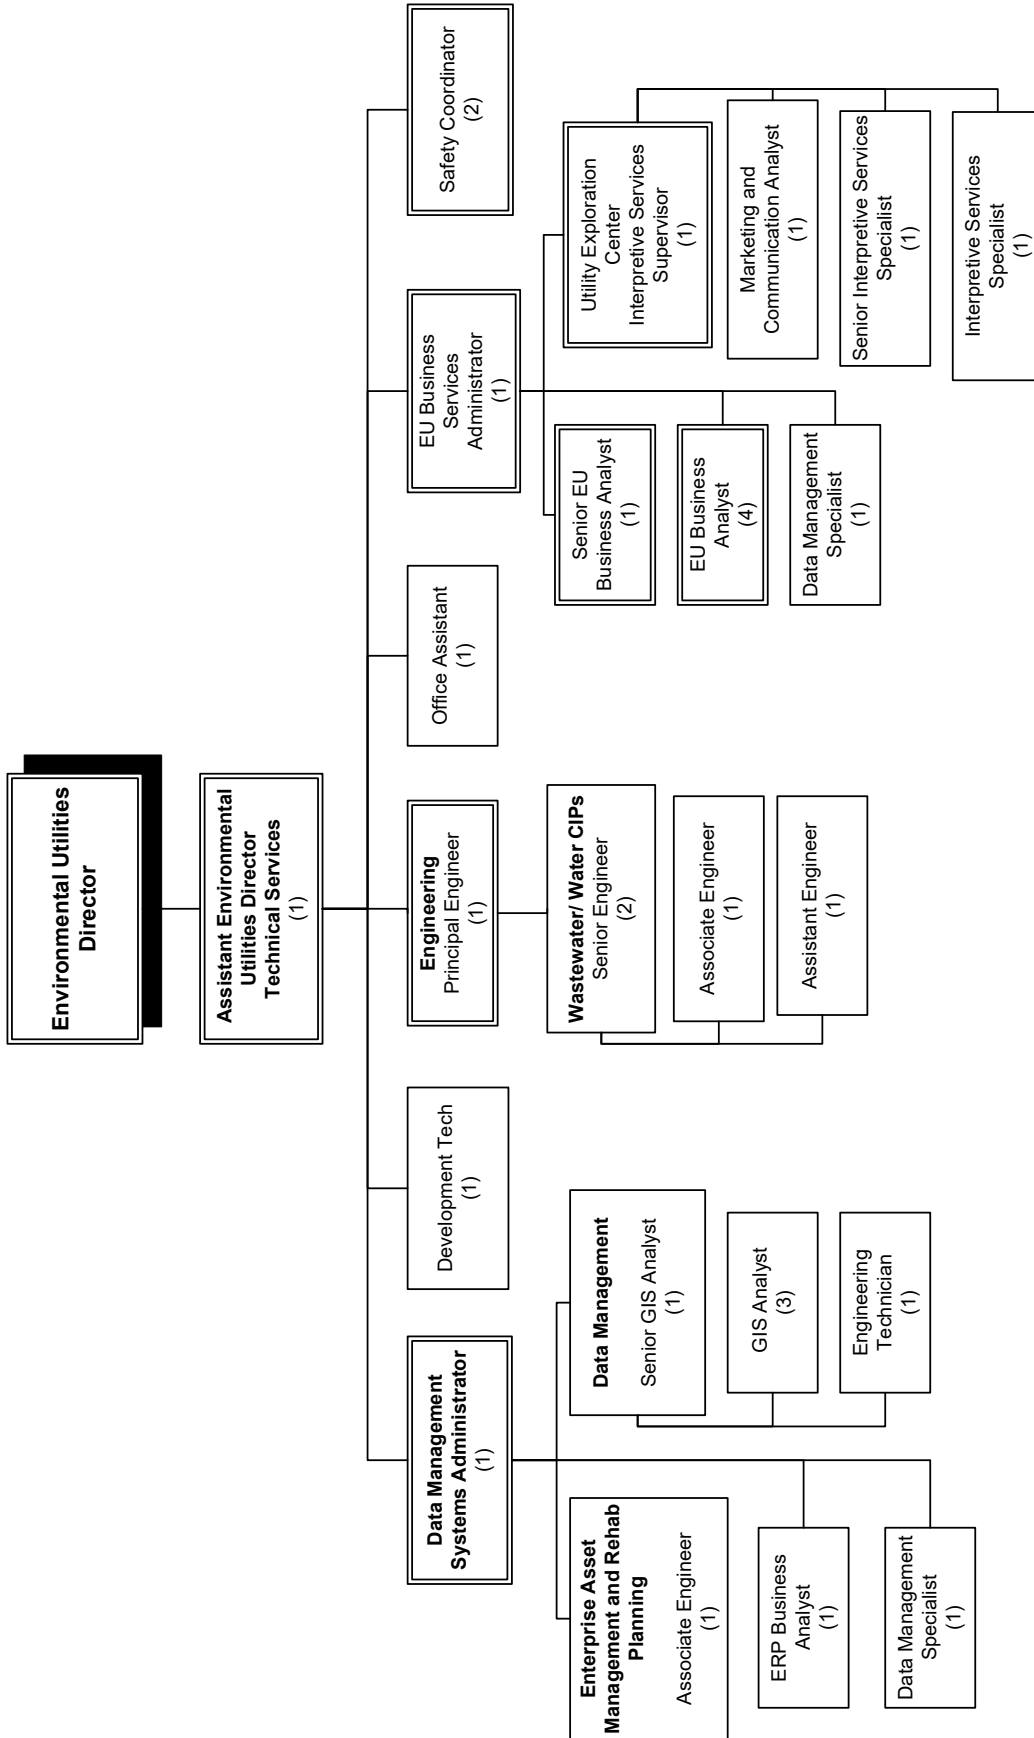 Environmental Utilities
Director
Assistant Environmental
Utilities Director
Technical Services
(1)
Data Management
Systems Administrator
(1)
Development Tech
(1)
Engineering
Principal Engineer
(1)
Office Assistant
(1)
EU Business
Services
Administrator
(1)
Safety Coordinator
(2)
Enterprise Asset
Management and Rehab
Planning
Associate Engineer
(1)
ERP Business
Analyst
(1)
Data Management
Specialist
(1)
Data Management
Senior GIS Analyst
(1)
GIS Analyst
(3)
Engineering
Technician
(1)
Wastewater/ Water CIPs
Senior Engineer
(2)
Associate Engineer
(1)
Assistant Engineer
(1)
Senior EU
Business Analyst
(1)
EU Business
Analyst
(4)
Data Management
Specialist
(1)
Utility Exploration
Center
Interpretive Services
Supervisor
(1)
Marketing and
Communication Analyst
(1)
Senior Interpretive Services
Specialist
(1)
Interpretive Services
Specialist
(1)